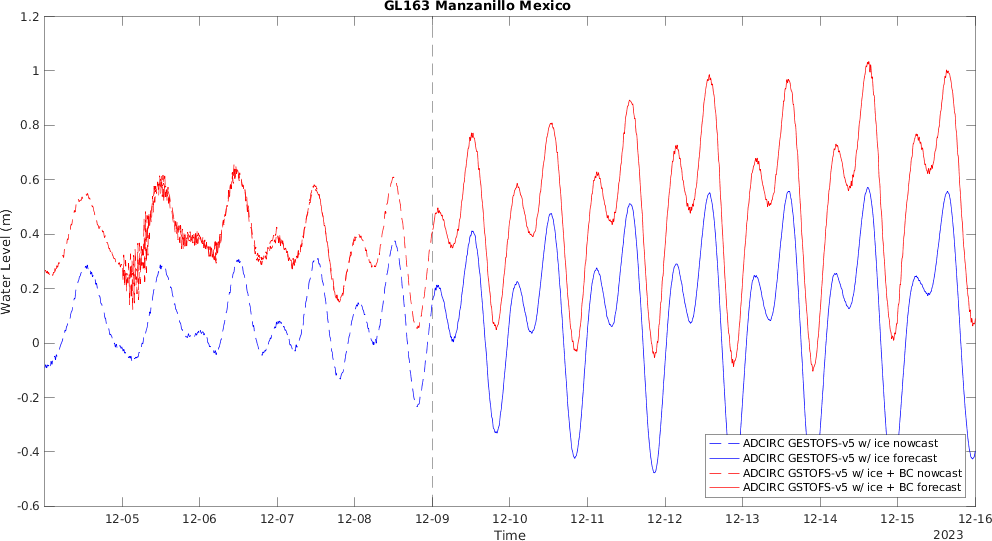 GL163 Manzanillo Mexico
1.2
1
0.8
0.6
0.4
0.2
0
-0.2
-0.4
-0.6
Water Level (m)
ADCIRC GESTOFS-v5 w/ ice nowcast
ADCIRC GESTOFS-v5 w/ ice forecast
ADCIRC GSTOFS-v5 w/ ice + BC nowcast
ADCIRC GSTOFS-v5 w/ ice + BC forecast
12-05 12-06 12-07 12-08 12-09 12-10 12-11 12-12 12-13 12-14 12-15 12-16
Time
2023